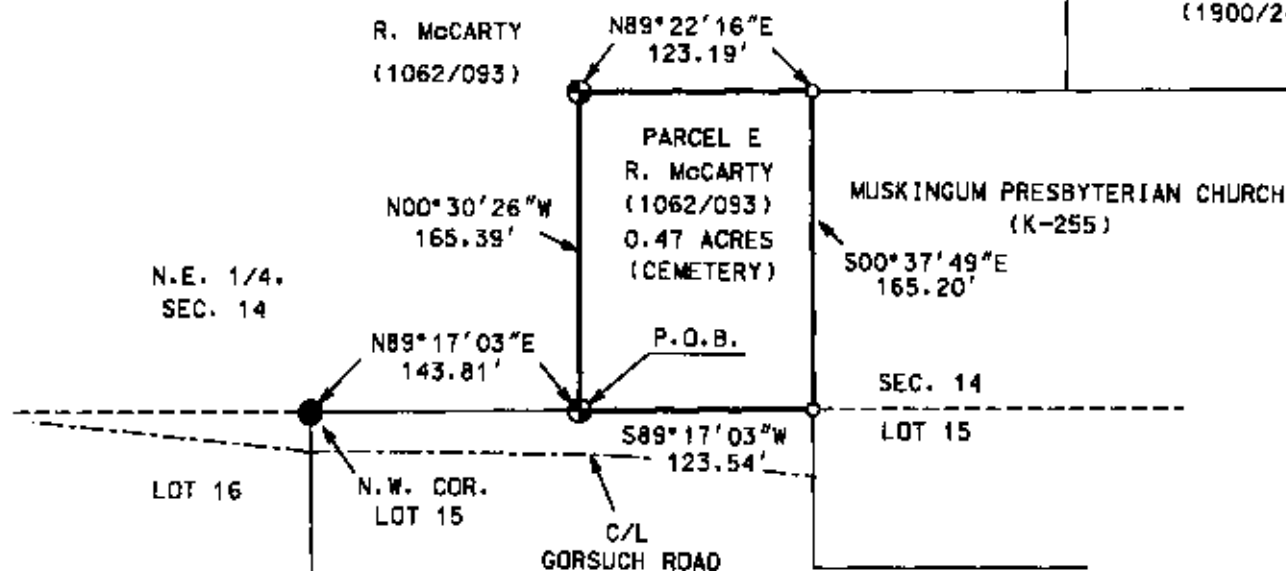 R. McCARTY
(1062/093)
N89°22'16"E
123.19'
(1900/2
PARCEL E
R. McCARTY
(1062/093)
0.47 ACRES
(CEMETERY)
MUSKINGUM PRESBYTERIAN CHURCH
(K-255)
N00°30'26"W
165.39'
S00°37'49"E
165.20'
N.E. 1/4.
SEC. 14
N89°17'03"E
143.81'
P.O.B.
SEC. 14
LOT 15
S89°17'03"W
123.54'
LOT 16
N.W. COR.
LOT 15
C/L
GORSUCH ROAD